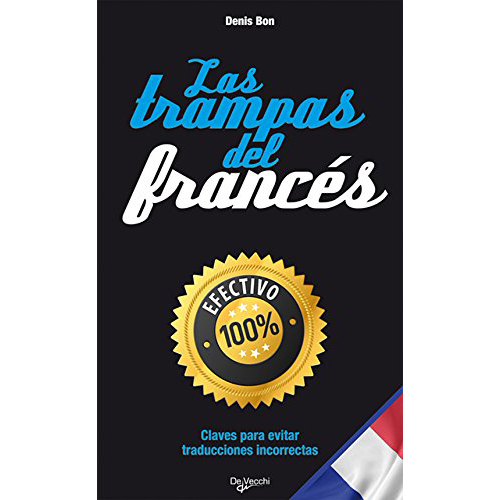 Denis Bon
Las
trampas
del
francés
EFECTIVO
100%
Claves para evitar
traducciones incorrectas
De Vecchi